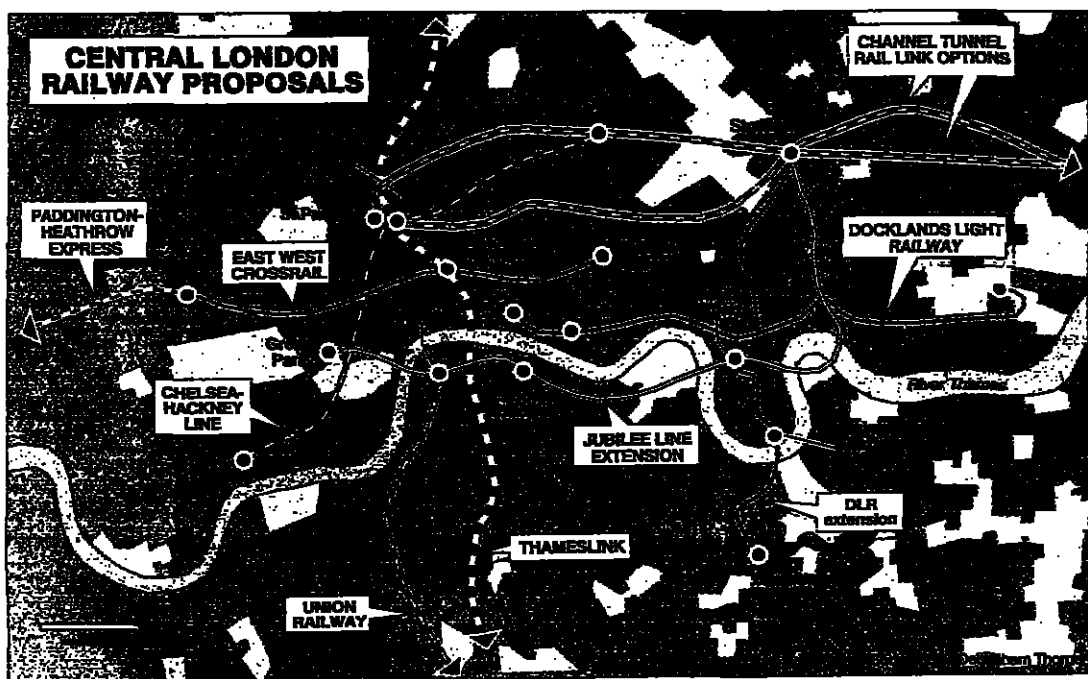 CENTRAL LONDON
RAILWAY PROPOSALS
CHANNEL TUNNEL
RAIL LINK OPTIONS
PADDINGTON-
HEATHROW
EXPRESS
EAST WEST
CROSSRAIL
DOCKLANDS LIGHT
RAILWAY
River Thames
CHELSEA-
HACKNEY
LINE
JUBILEE LINE
EXTENSION
DLR
extension
THAMESLINK
UNION
RAILWAY